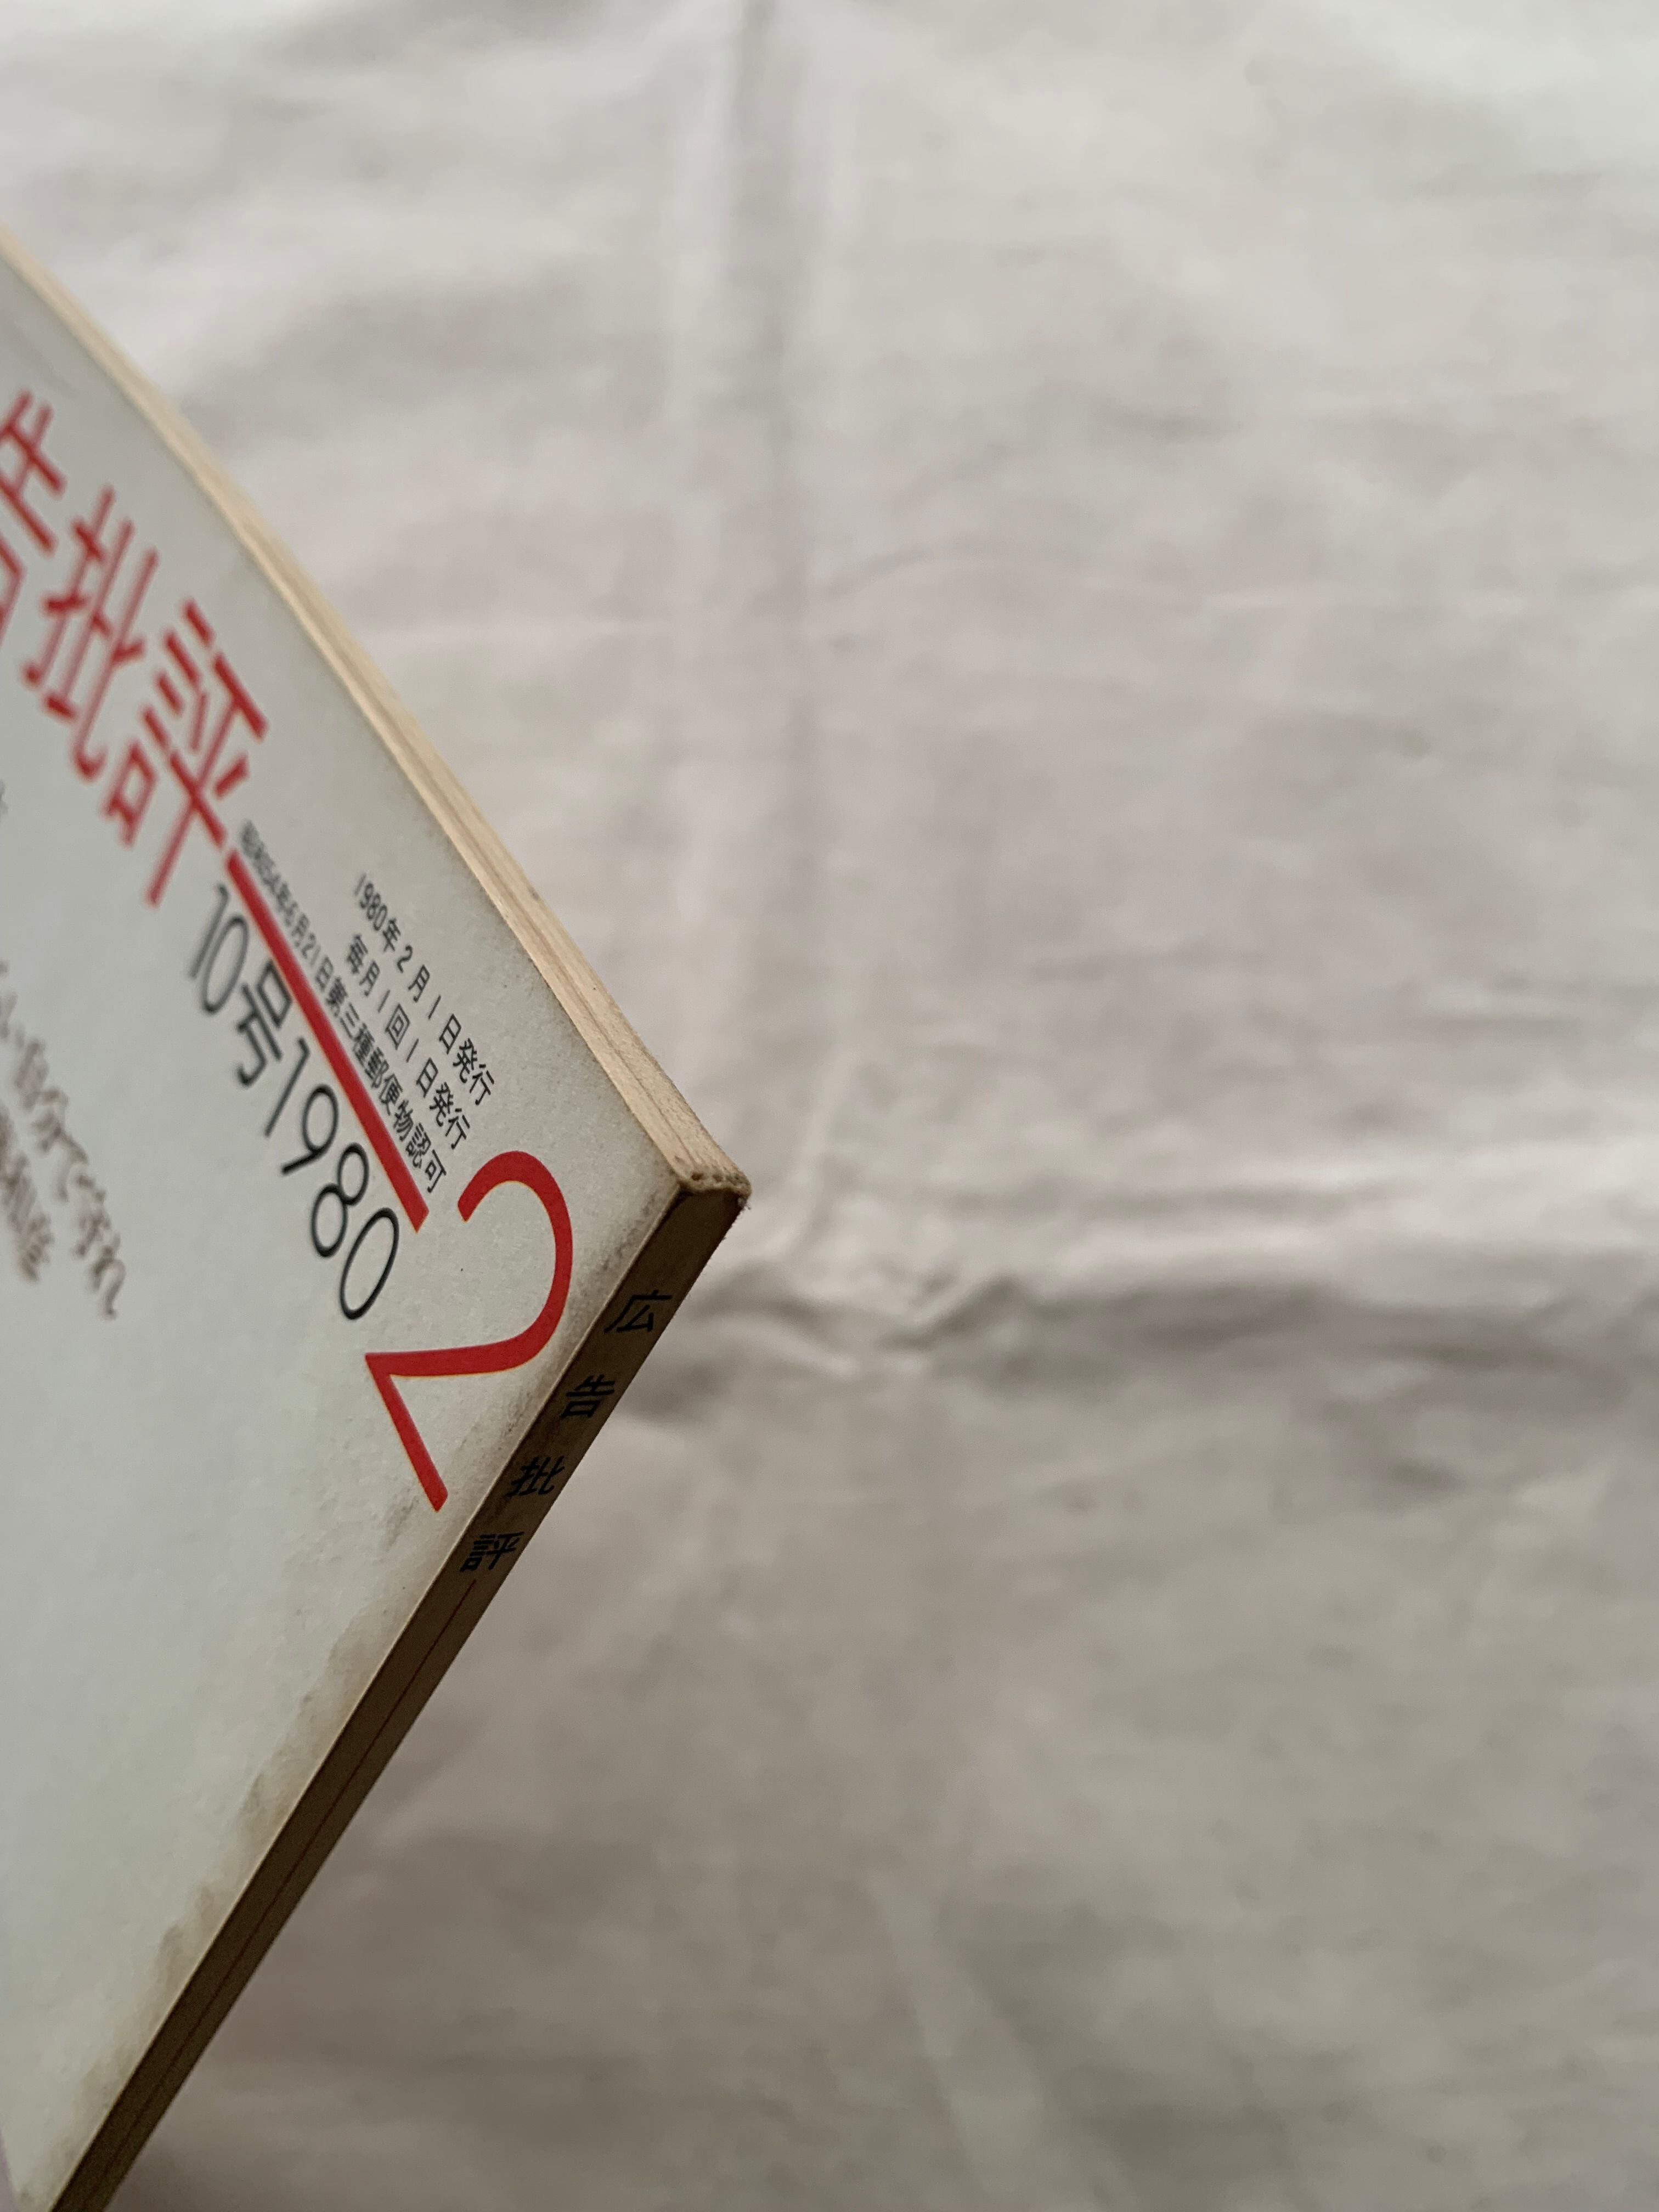 告批評
1980年2月1日発行
毎月1回1日発行
昭和54年6月21日第三種郵便物認可
10号1980
2
広告批評